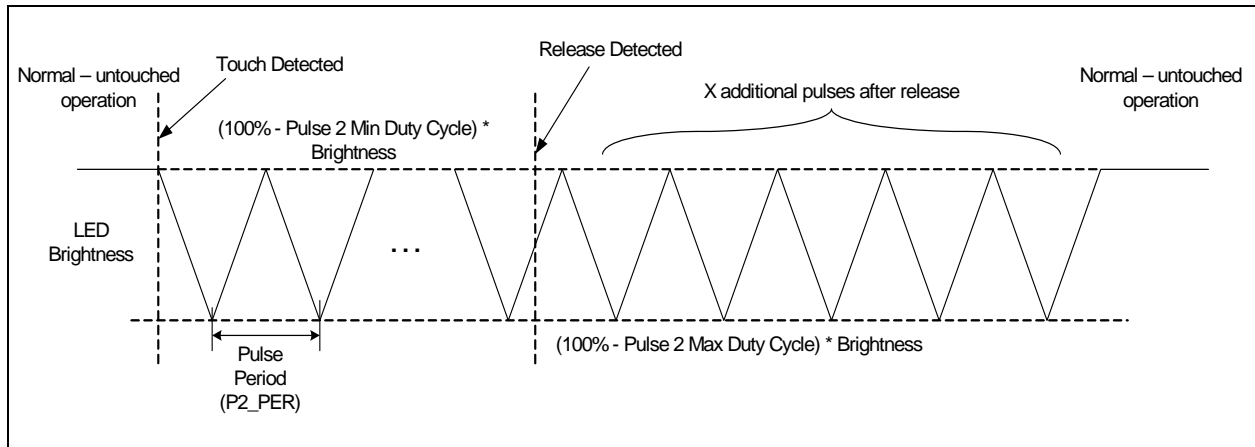 Normal – untouched
operation
Touch Detected
Release Detected
X additional pulses after release
Normal – untouched
operation
(100% - Pulse 2 Min Duty Cycle) *
Brightness
LED
Brightness
. . .
(100% - Pulse 2 Max Duty Cycle) * Brightness
Pulse
Period
(P2_PER)